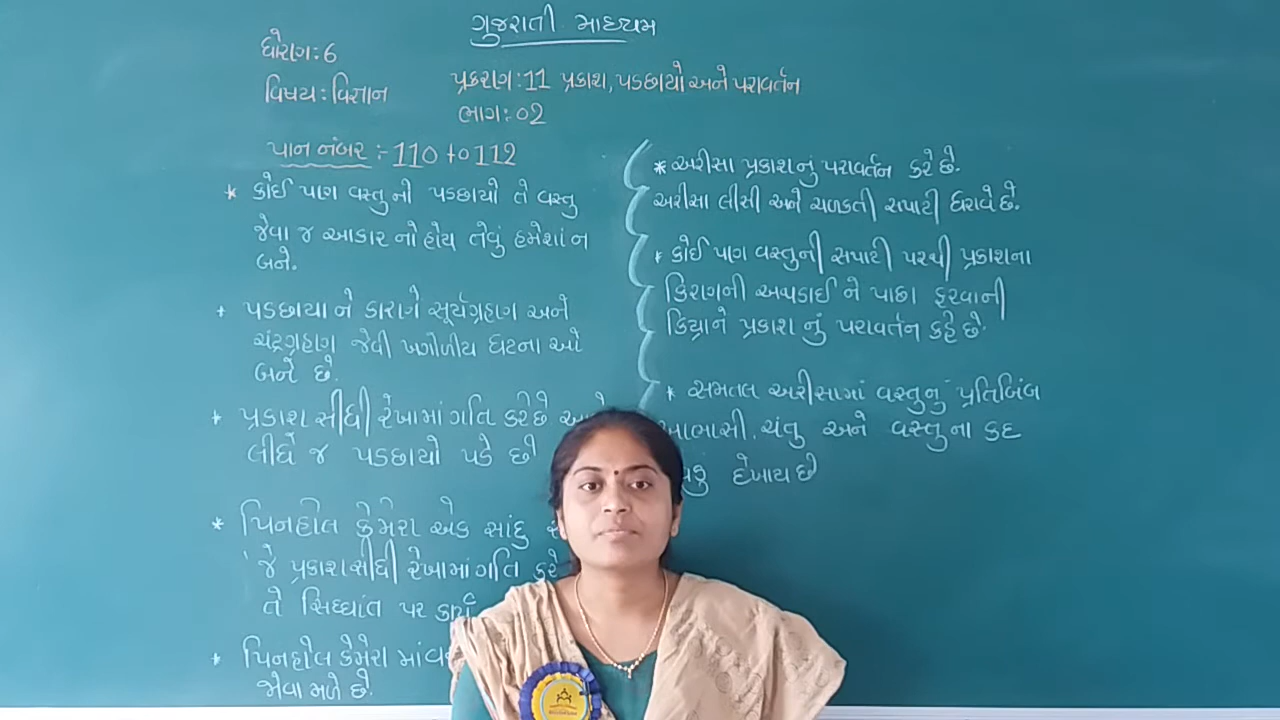 ગુજરાતી માધ્યમ
ધોરણ:6
વિષય:વિજ્ઞાન
પ્રકરણ:11 પ્રકાશ,પડછાયો અને પરાવર્તન
ભાગ:02
પાન નંબર :- 110 to 112
* કોઈ પણ વસ્તુનો પડછાયો તે વસ્તુ
જેવા જ આકાર નો હોય તેવું હંમેશાં ન
બને.
* પડછાયા ને કારણે સૂર્યગ્રહણ અને
ચંદ્રગ્રહણ જેવી ખગોળીય ઘટના ઓ
બને છે.
* પ્રકાશ સીધી રેખામાં ગતિ કરે છે
લીધે જ પડછાયો પડે છે
* પિનહોલ કેમેરા એક સાદું
જે પ્રકાશ સીધી રેખામાં ગતિ કરે
તે સિધ્ધાંત પર કાર્ય
* પિનહોલ કેમેરા માં
જોવા મળે છે.
* અરીસા પ્રકાશનું પરાવર્તન કરે છે.
અરીસા લીસી અને ચળકતી સપાટી ધરાવે છે.
* કોઈ પણ વસ્તુની સપાટી પરથી પ્રકાશના
કિરણની અથડાઈ ને પાછા ફરવાની
ક્રિયાને પ્રકાશ નું પરાવર્તન કહે છે.
* સમતલ અરીસામાં વસ્તુનું પ્રતિબિંબ
આભાસી, ચંતુ અને વસ્તુના કદ
દેખાય છે